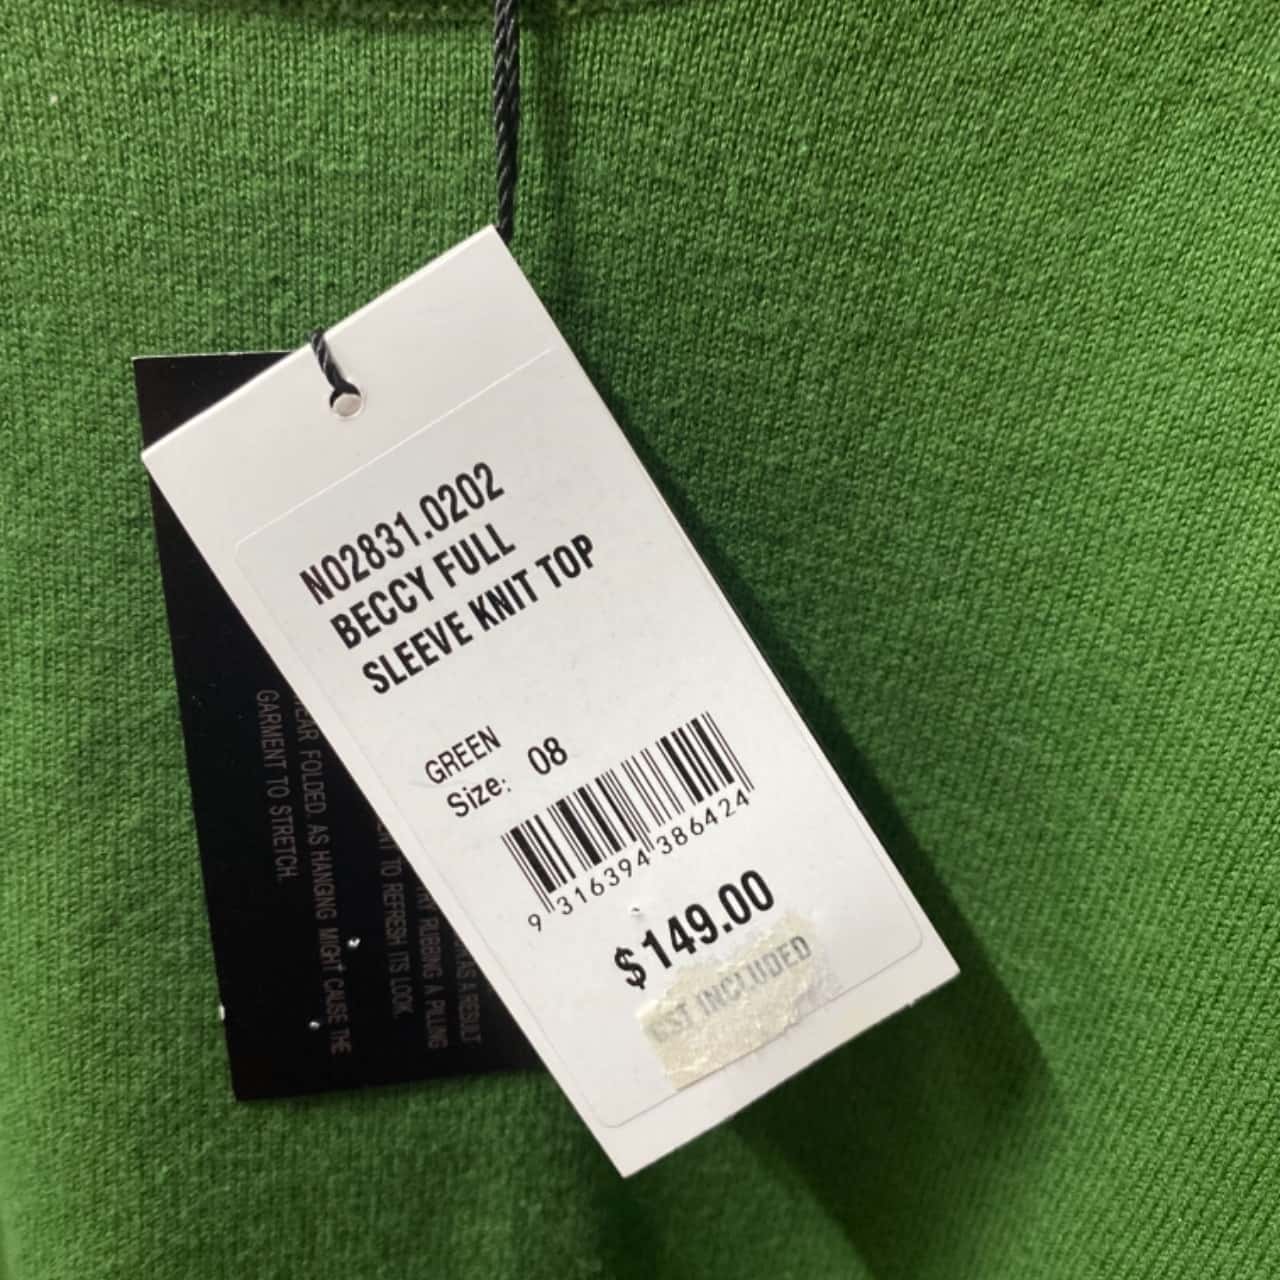 NO2831.0202
BECCY FULL
SLEEVE KNIT TOP
GREEN
Size: 08
9 316394 386424
$149.00
GST INCLUDED
FOLDED. AS HANGING MIGHT CAUSE THE
GARMENT TO STRETCH.
AS A RESULT
TRY RUBBING A PILLING
TO REFRESH ITS LOOK.